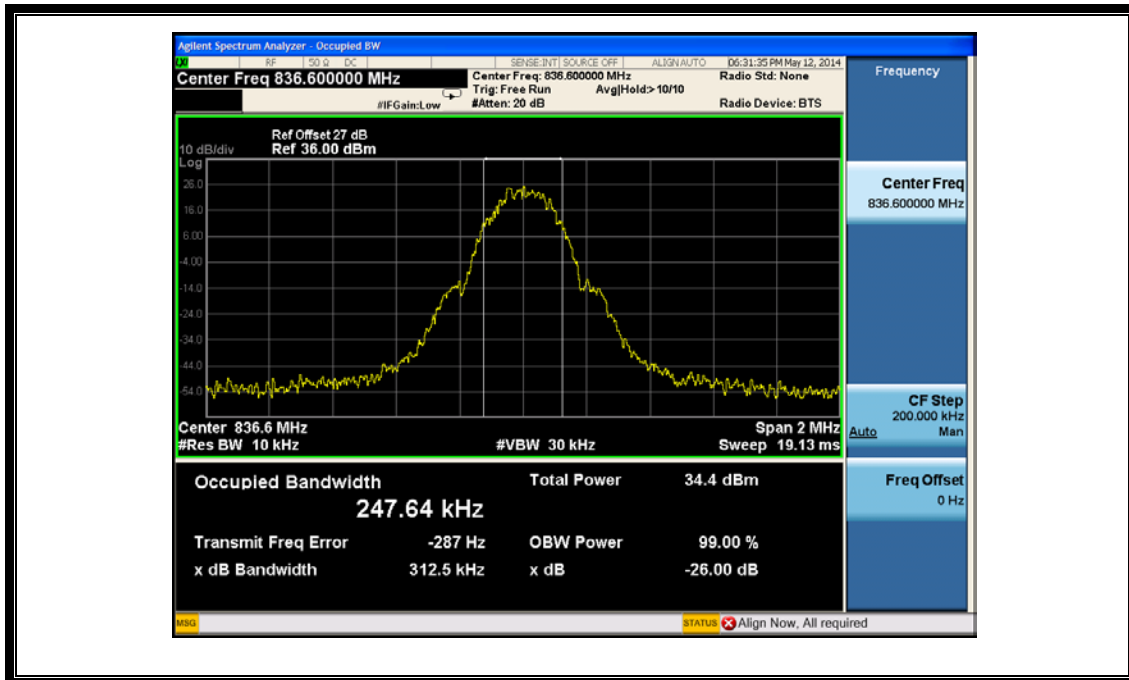 Agilent Spectrum Analyzer - Occupied BW
LXI RF 50 Ω DC SENSE:INT SOURCE OFF ALIGN AUTO 06:31:35 PM May 12, 2014
Center Freq 836.600000 MHz
Center Freq: 836.600000 MHz
Radio Std: None
Trig: Free Run Avg|Hold:> 10/10
#IFGain:Low
#Atten: 20 dB
Radio Device: BTS
Ref Offset 27 dB
10 dB/div Ref 36.00 dBm
Log
26.0
16.0
6.00
-4.00
-14.0
-24.0
-34.0
-44.0
-54.0
Center 836.6 MHz Span 2 MHz
#Res BW 10 kHz #VBW 30 kHz Sweep 19.13 ms
Occupied Bandwidth Total Power 34.4 dBm
247.64 kHz
Transmit Freq Error -287 Hz OBW Power 99.00 %
x dB Bandwidth 312.5 kHz x dB -26.00 dB
Frequency
Center Freq
836.600000 MHz
CF Step
200.000 kHz
Auto Man
Freq Offset
0 Hz
MSG STATUS Align Now, All required